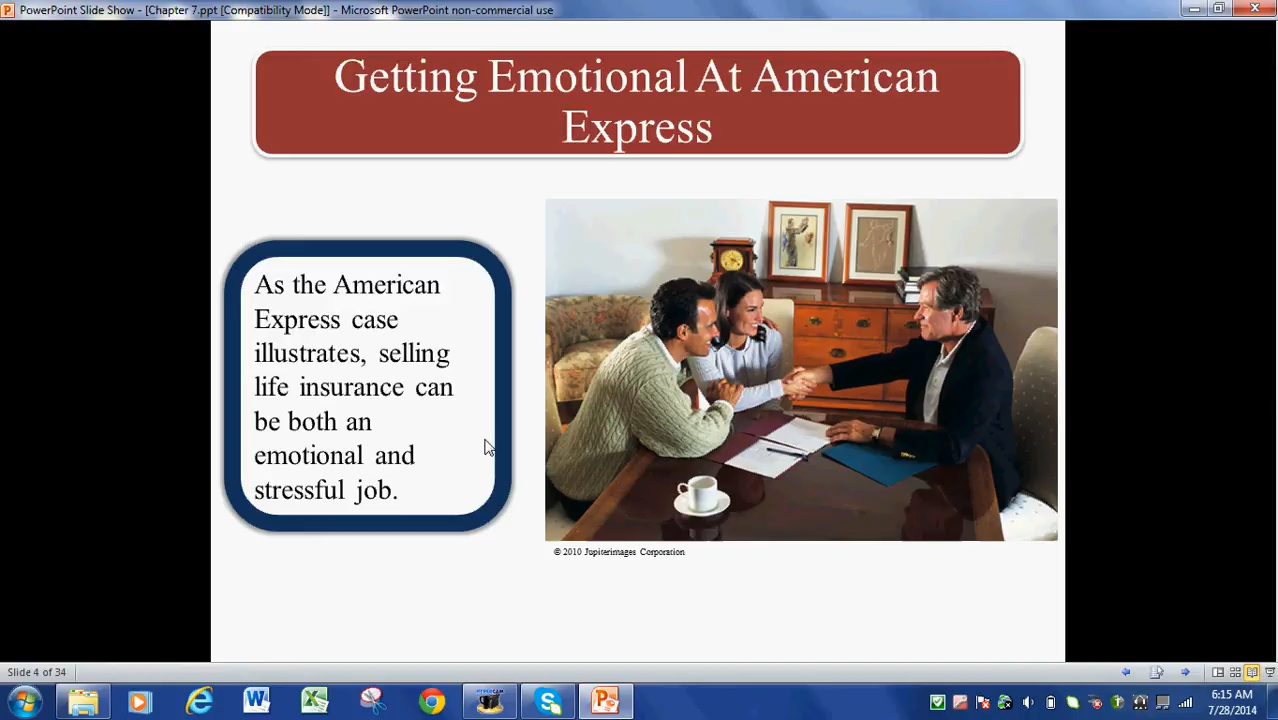 PowerPoint Slide Show - [Chapter 7.ppt [Compatibility Mode]] - Microsoft PowerPoint non-commercial use
Getting Emotional At American
Express
As the American
Express case
illustrates, selling
life insurance can
be both an
emotional and
stressful job.
© 2010 Jupiterimages Corporation
Slide 4 of 34
6:15 AM
7/28/2014